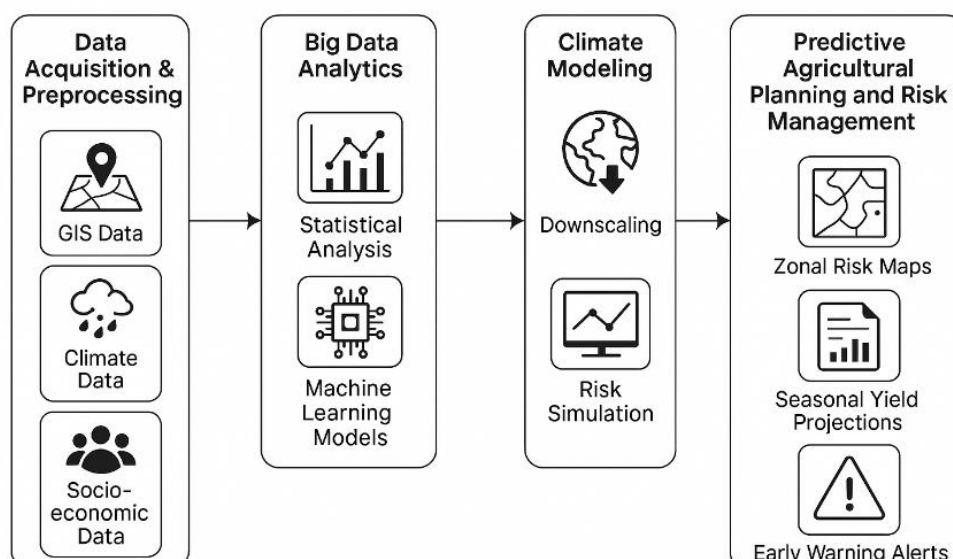 Data
Acquisition &
Preprocessing
GIS Data
Climate
Data
Socio-
economic
Data
Big Data
Analytics
Statistical
Analysis
Machine
Learning
Models
Climate
Modeling
Downscaling
Risk
Simulation
Predictive
Agricultural
Planning and Risk
Management
Zonal Risk Maps
Seasonal Yield
Projections
Early Warning Alerts